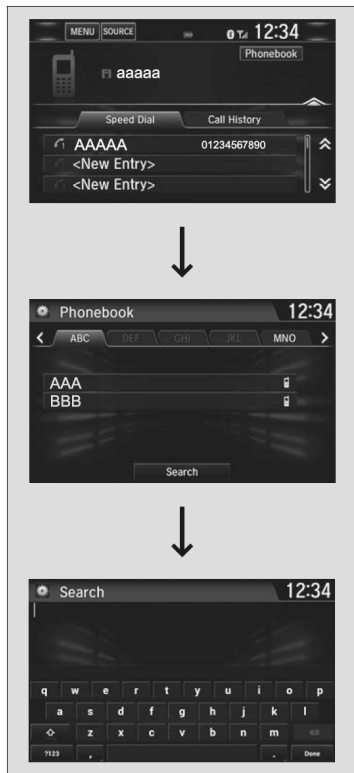 MENU SOURCE 12:34
Phonebook
aaaaa
Speed Dial Call History
AAAAA 01234567890
<New Entry>
<New Entry>
Phonebook 12:34
ABC DEF GHI JKL MNO
AAA
BBB
Search
Search 12:34
q w e r t y u i o p
a s d f g h j k l
z x c v b n m
?123 , . Done